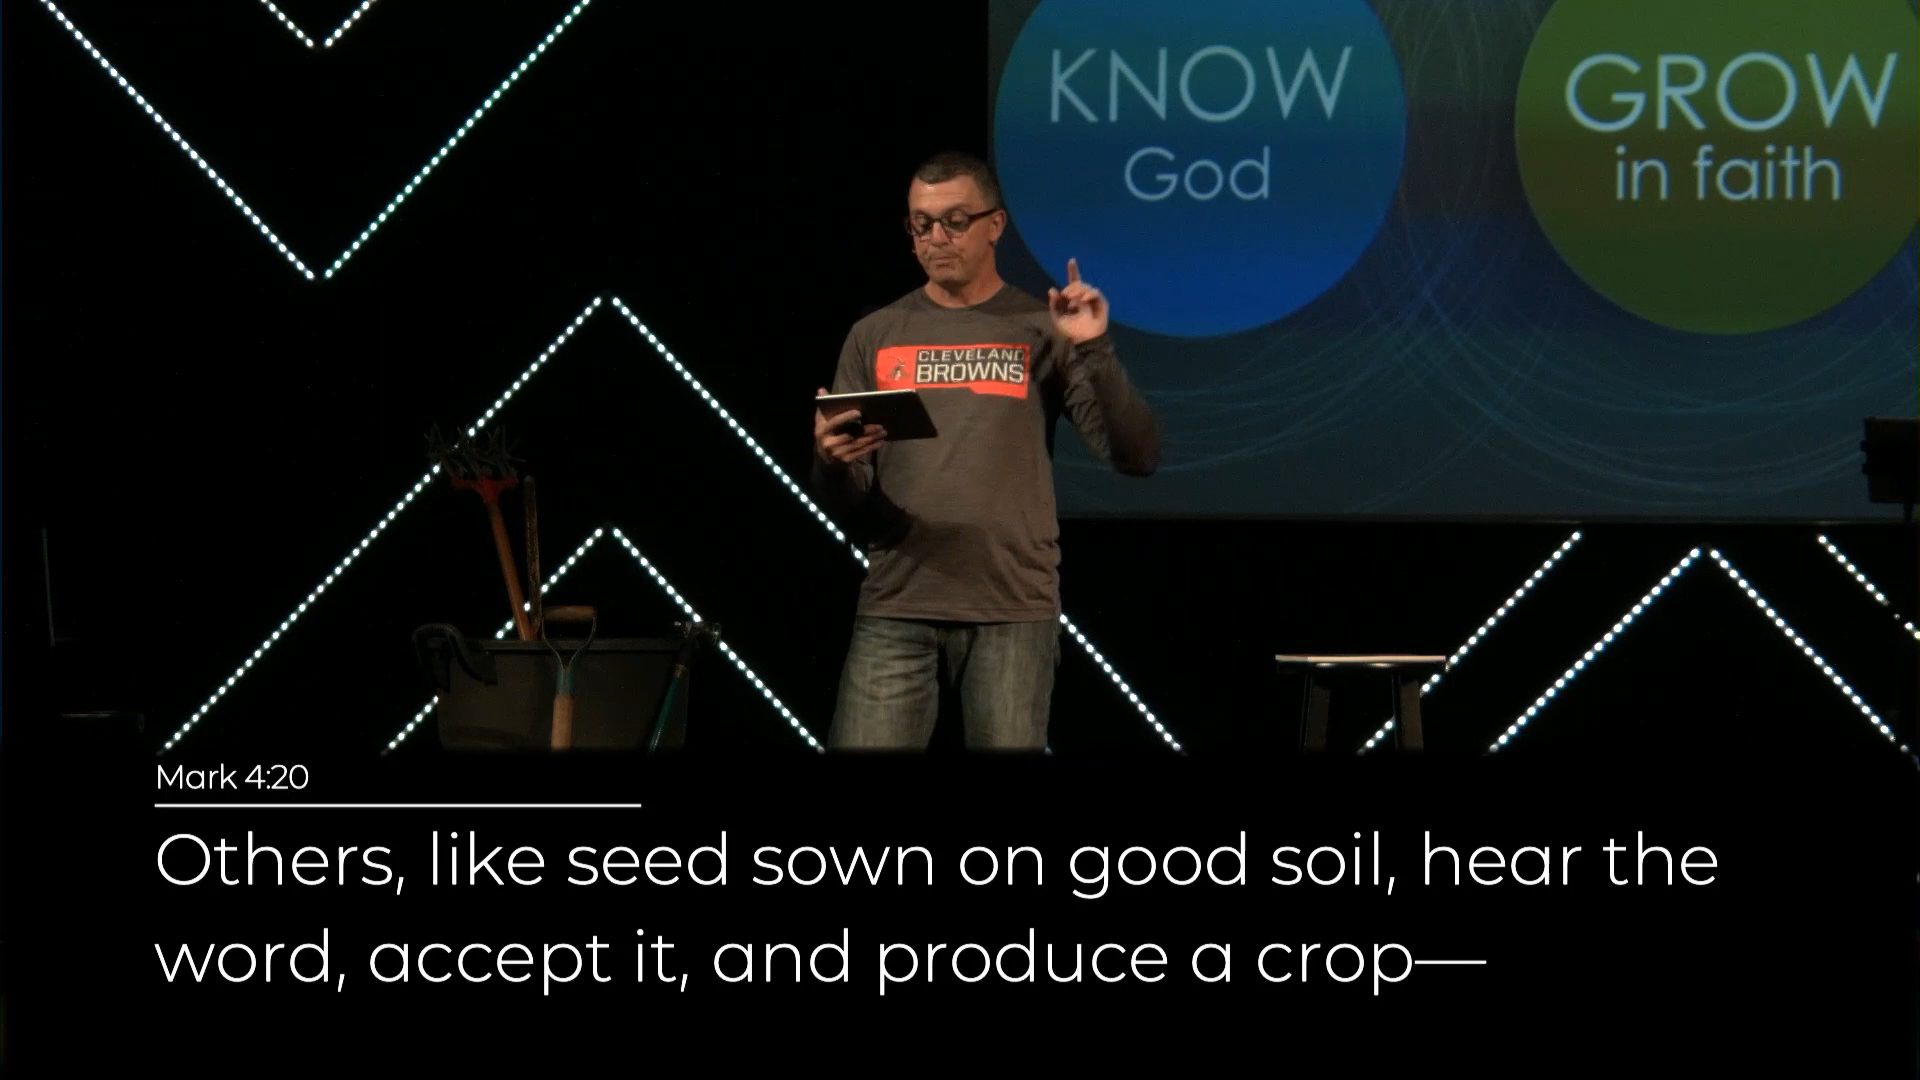 KNOW
God
GROW
in faith
CLEVELAND
BROWNS
Mark 4:20
Others, like seed sown on good soil, hear the
word, accept it, and produce a crop—